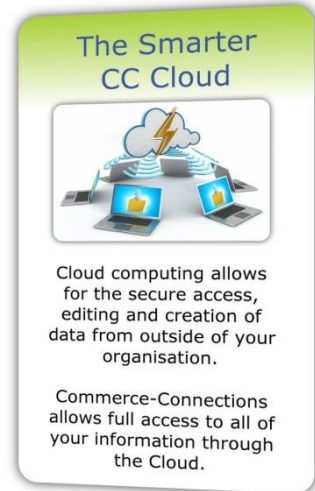 The Smarter
CC Cloud
Cloud computing allows
for the secure access,
editing and creation of
data from outside of your
organisation.
Commerce-Connections
allows full access to all of
your information through
the Cloud.